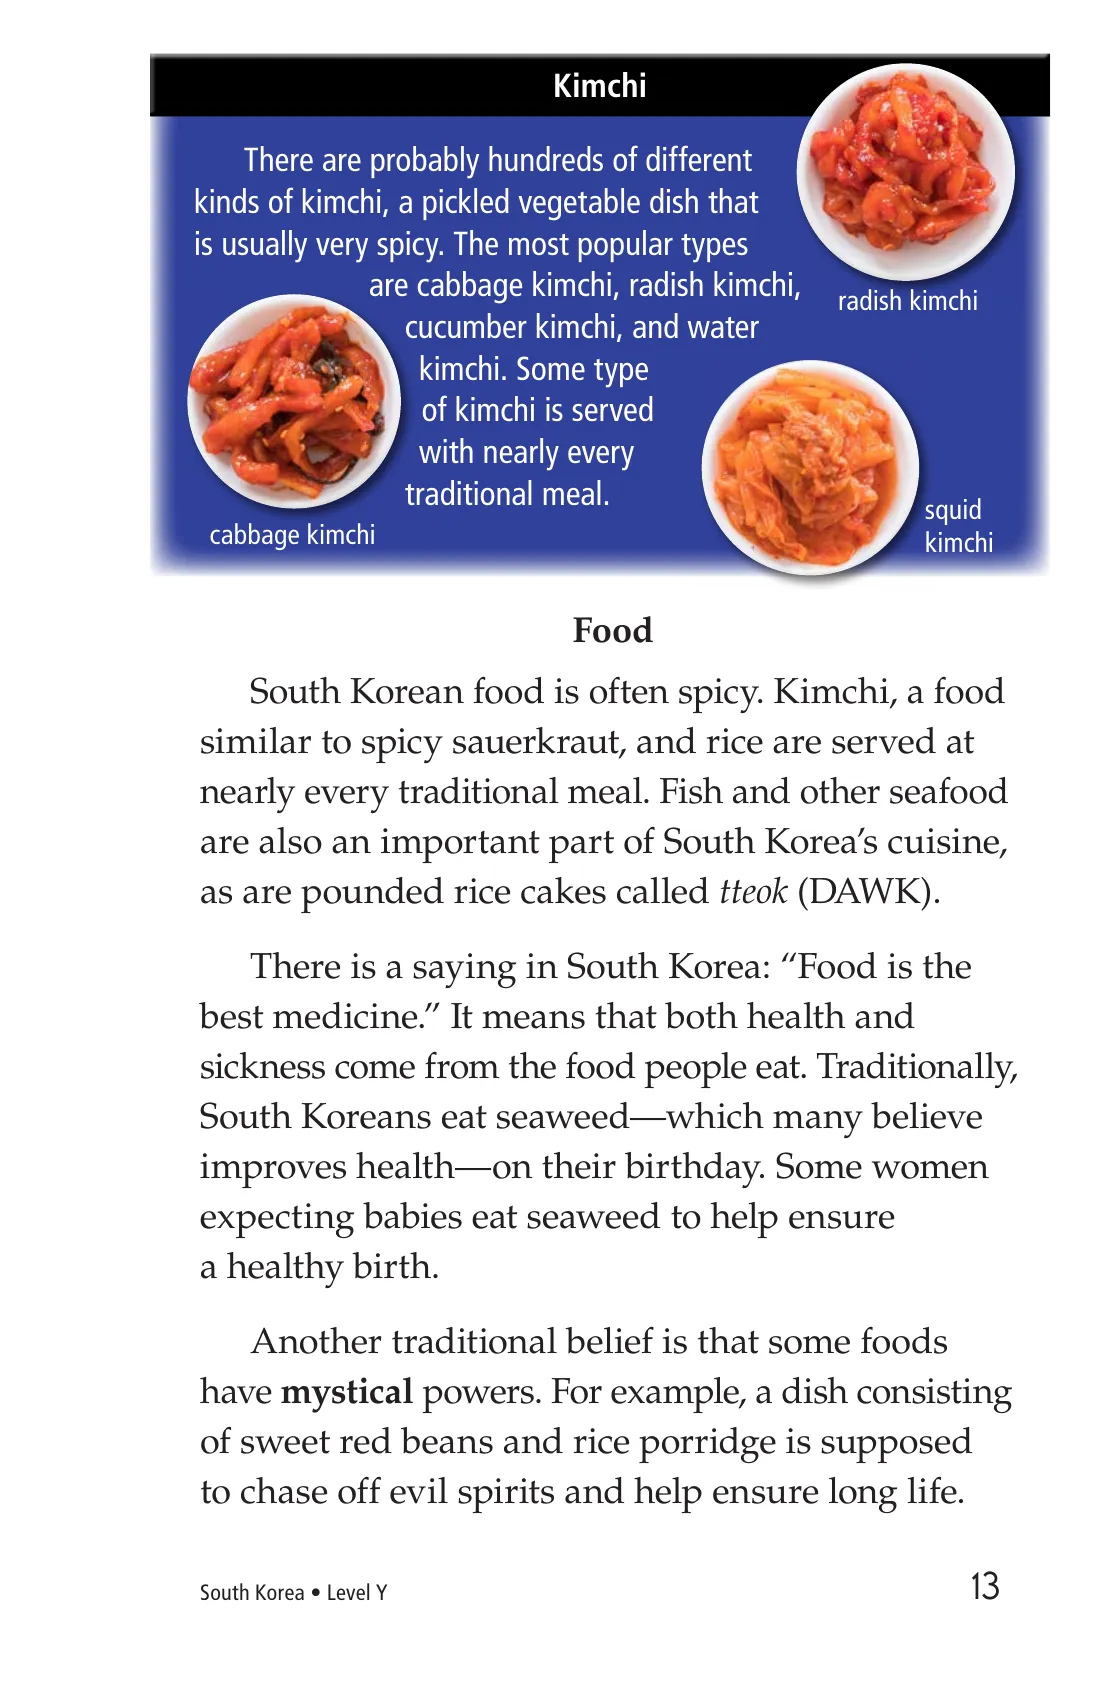 Kimchi
There are probably hundreds of different
kinds of kimchi, a pickled vegetable dish that
is usually very spicy. The most popular types
are cabbage kimchi, radish kimchi,
cucumber kimchi, and water
kimchi. Some type
of kimchi is served
with nearly every
traditional meal.
radish kimchi
cabbage kimchi
squid
kimchi
Food
South Korean food is often spicy. Kimchi, a food
similar to spicy sauerkraut, and rice are served at
nearly every traditional meal. Fish and other seafood
are also an important part of South Korea’s cuisine,
as are pounded rice cakes called tteok (DAWK).
There is a saying in South Korea: “Food is the
best medicine.” It means that both health and
sickness come from the food people eat. Traditionally,
South Koreans eat seaweed—which many believe
improves health—on their birthday. Some women
expecting babies eat seaweed to help ensure
a healthy birth.
Another traditional belief is that some foods
have mystical powers. For example, a dish consisting
of sweet red beans and rice porridge is supposed
to chase off evil spirits and help ensure long life.
South Korea • Level Y
13